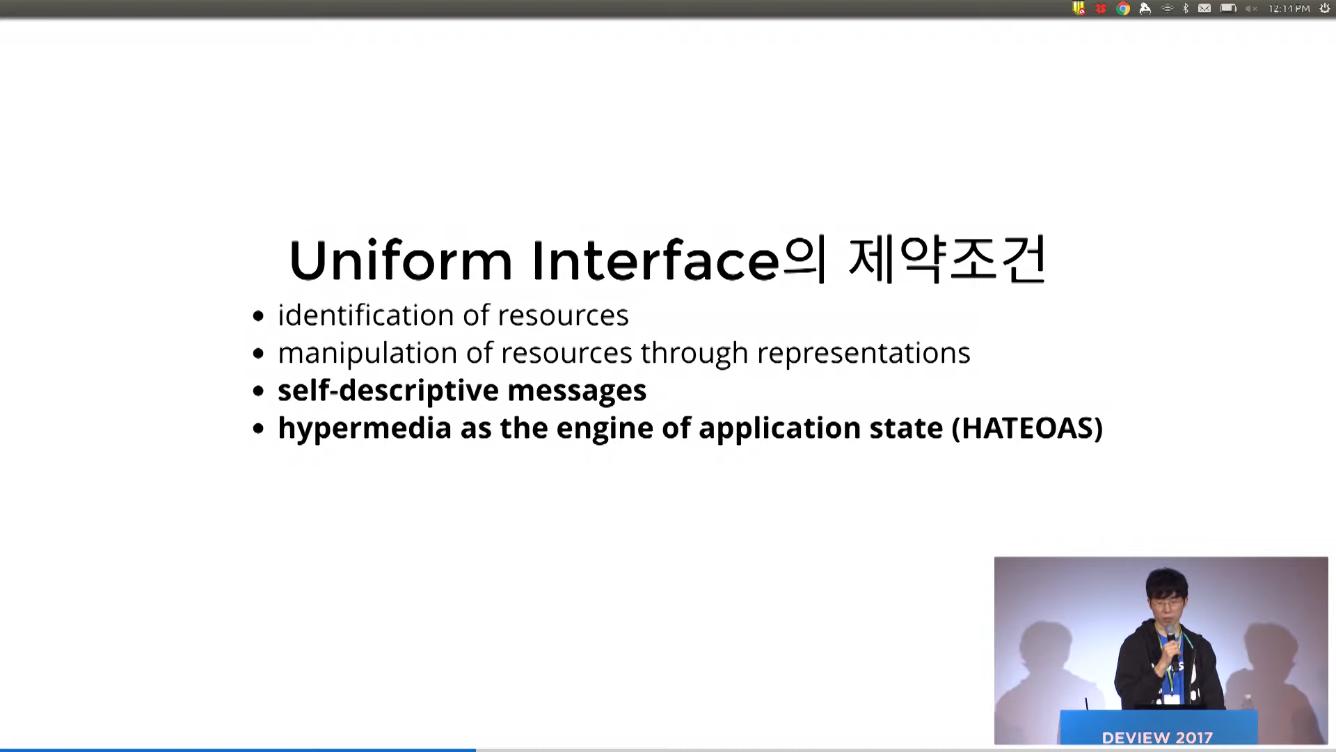 12:14 PM
Uniform Interface의 제약조건
identification of resources
manipulation of resources through representations
self-descriptive messages
hypermedia as the engine of application state (HATEOAS)
DEVIEW 2017